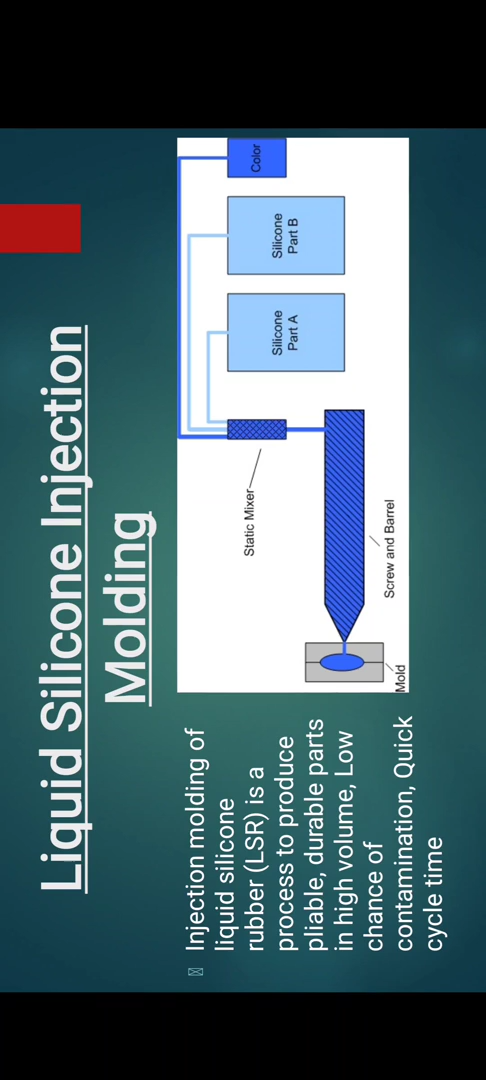 Liquid Silicone Injection
Molding
Injection molding of
liquid silicone
rubber (LSR) is a
process to produce
pliable, durable parts
in high volume, Low
chance of
contamination, Quick
cycle time
Mold
Screw and Barrel
Static Mixer
Silicone
Part A
Silicone
Part B
Color